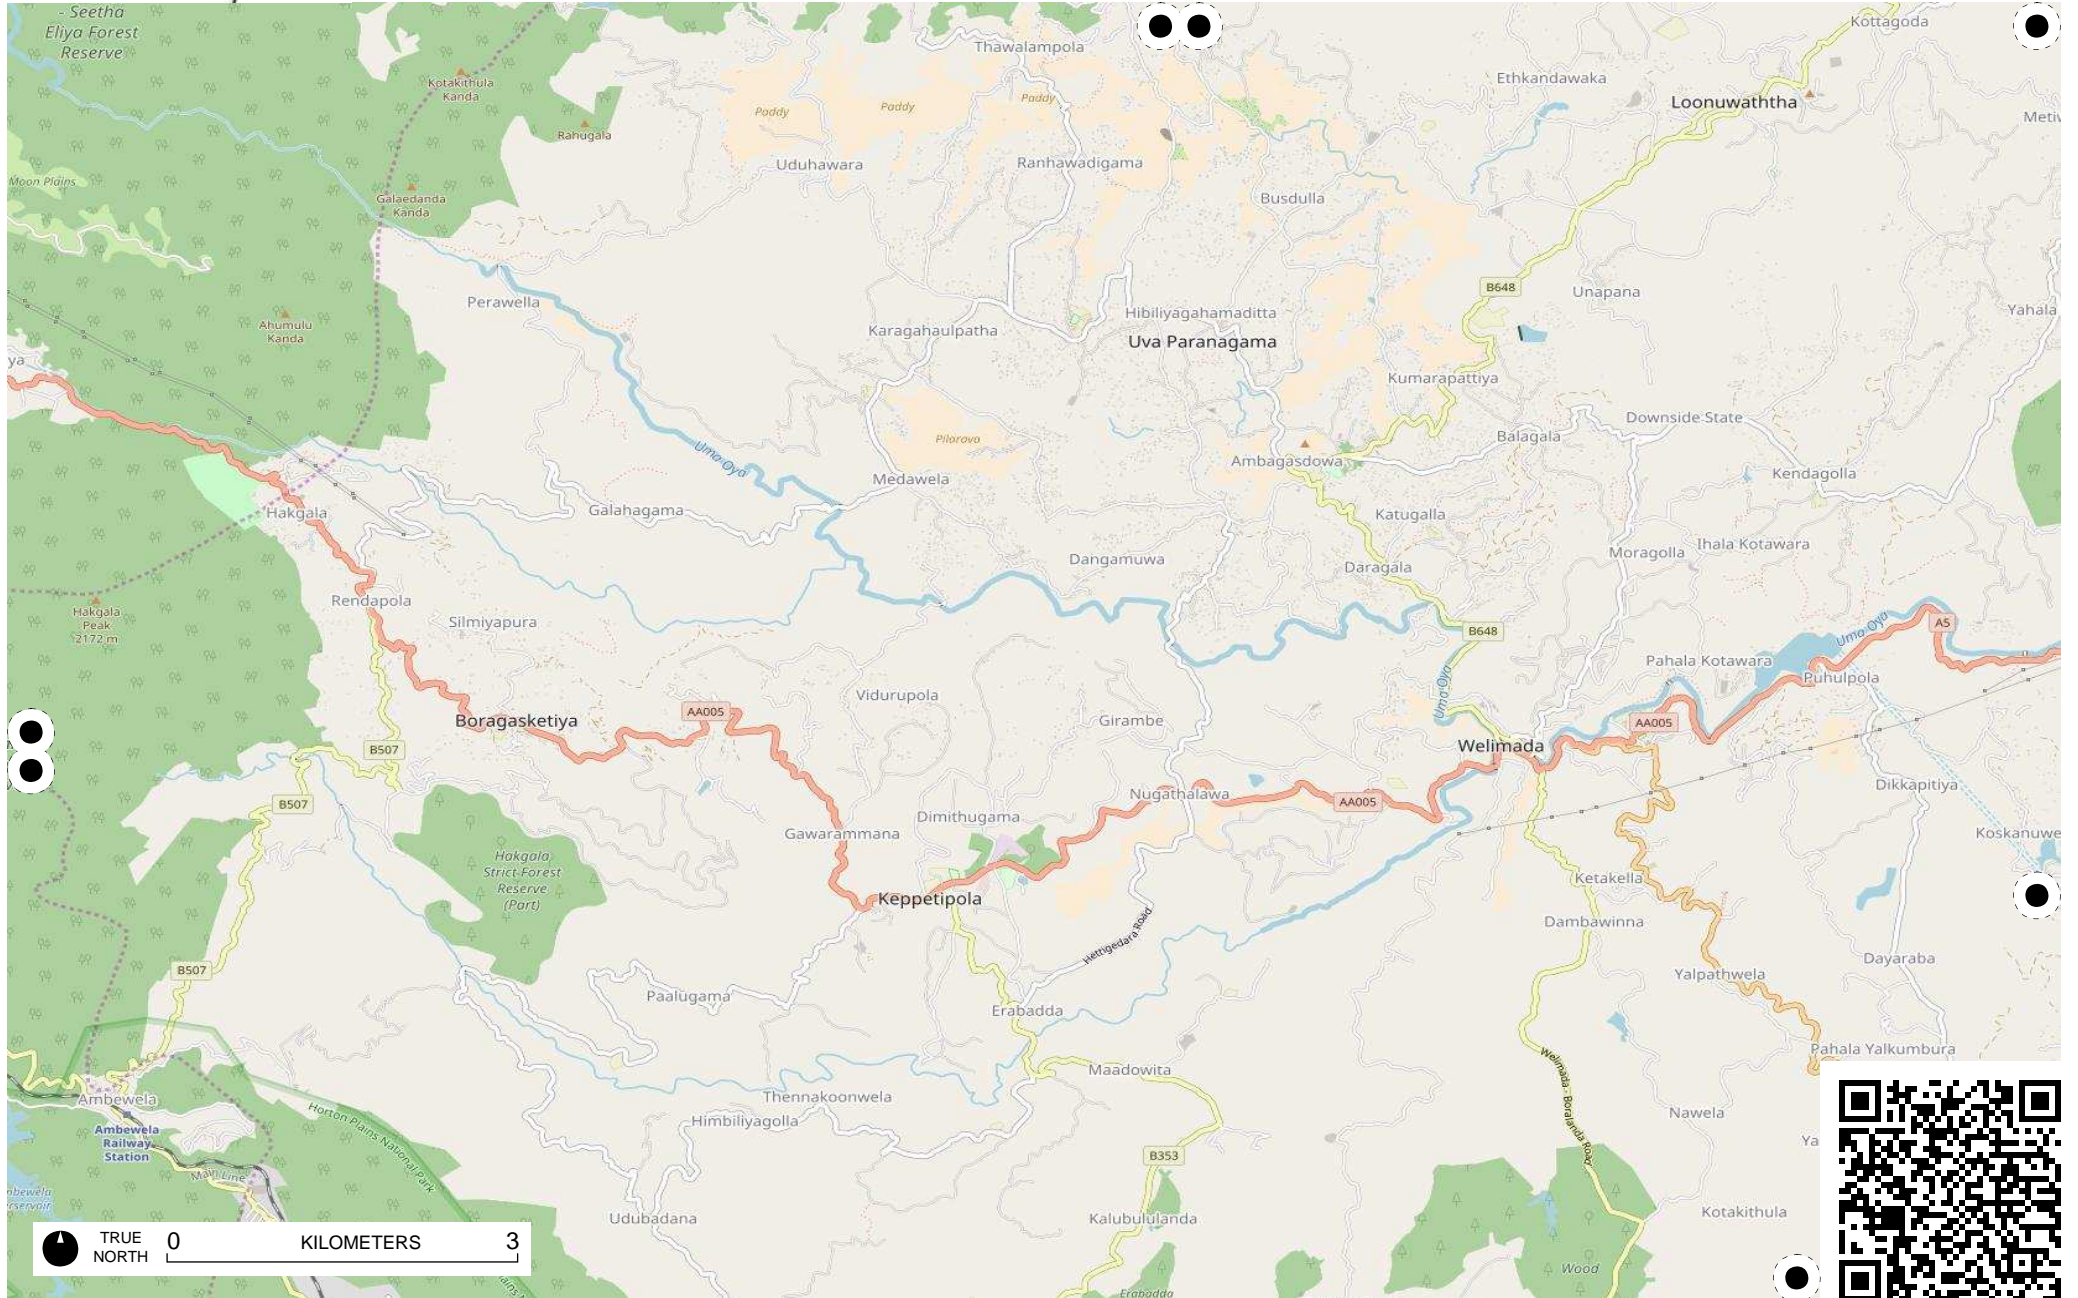 - Seetha
Eliya Forest
Reserve
Kottagoda
Thawalampola
Ethkandawaka
Kotakithula
Kanda
Loonuwaththa
Paddy
Paddy
Paddy
Rahugala
Uduhawara
Ranhawadigama
Moon Plains
Galaedanda
Kanda
Busdulla
B648
Unapana
Perawella
Yahala
Hibiliyagahamaditta
Ahumulu
Kanda
Karagahaulpatha
Uva Paranagama
ya
Kumarapattiya
Downside State
Pilarava
Balagala
Uma Oya
Ambagasdowa
Medawela
Kendagolla
Hakgala
Galahagama
Katugalla
Dangamuwa
Ihala Kotawara
Moragolla
Daragala
Rendapola
Hakgala
Peak
2172 m
Silmiyapura
B648
Uma Oya
A5
Pahala Kotawara
Puhulpola
Uma Oya
Vidurupola
Boragasketiya
AA005
Girambe
AA005
B507
Welimada
Dikkapitiya
B507
Nugathalawa
AA005
Dimithugama
Gawarammana
Koskanuwe
Hakgala
Strict Forest
Reserve
(Part)
Ketakella
Keppetipola
Dambawinna
Hettigedara Road
B507
Yalpathwela
Dayaraba
Paalugama
Erabadda
Pahala Yalkumbura
Maadowita
Ambewela
Thennakoonwela
Welimada - Boralanda Road
Nawela
Himbiliyagolla
Horton Plains National Park
Ambewela
Railway
Station
Ya
B353
Main Line
Udubadana
Kalubululanda
Kotakithula
TRUE
NORTH
0 KILOMETERS 3
Wood
Erabadda